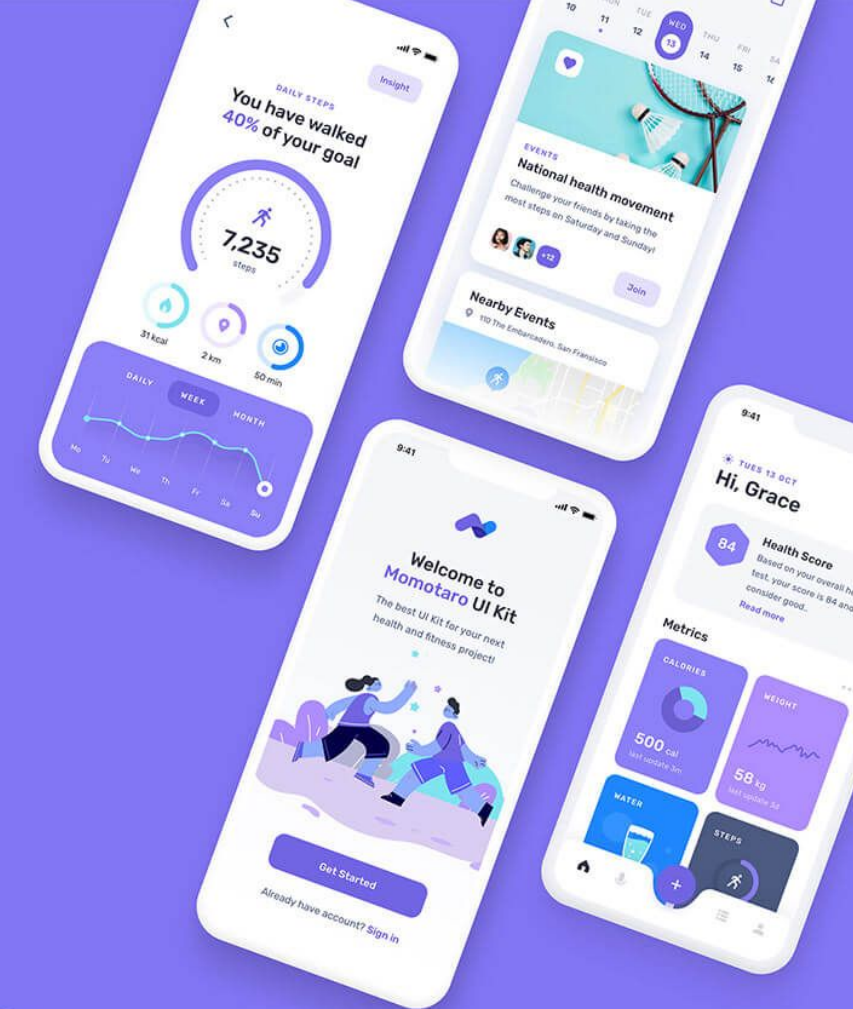 Insight
DAILY STEPS
You have walked
40% of your goal
7,235
steps
31 kcal
2 km
50 min
DAILY
WEEK
MONTH
Mo
Tu
We
Th
Fr
Sa
Su
TUE
WED
THU
FRI
10
11
12
13
14
15
EVENTS
National health movement
Challenge your friends by taking the
most steps on Saturday and Sunday!
+12
Join
Nearby Events
110 The Embarcadero, San Fransisco
9:41
Welcome to
Momotaro UI Kit
The best UI Kit for your next
health and fitness project!
Get Started
Already have account? Sign in
9:41
TUES 13 OCT
Hi, Grace
84
Health Score
Based on your overall he
test, your score is 84 and
consider good..
Read more
Metrics
CALORIES
500 cal
last update 3m
WEIGHT
58 kg
last update 3d
WATER
STEPS